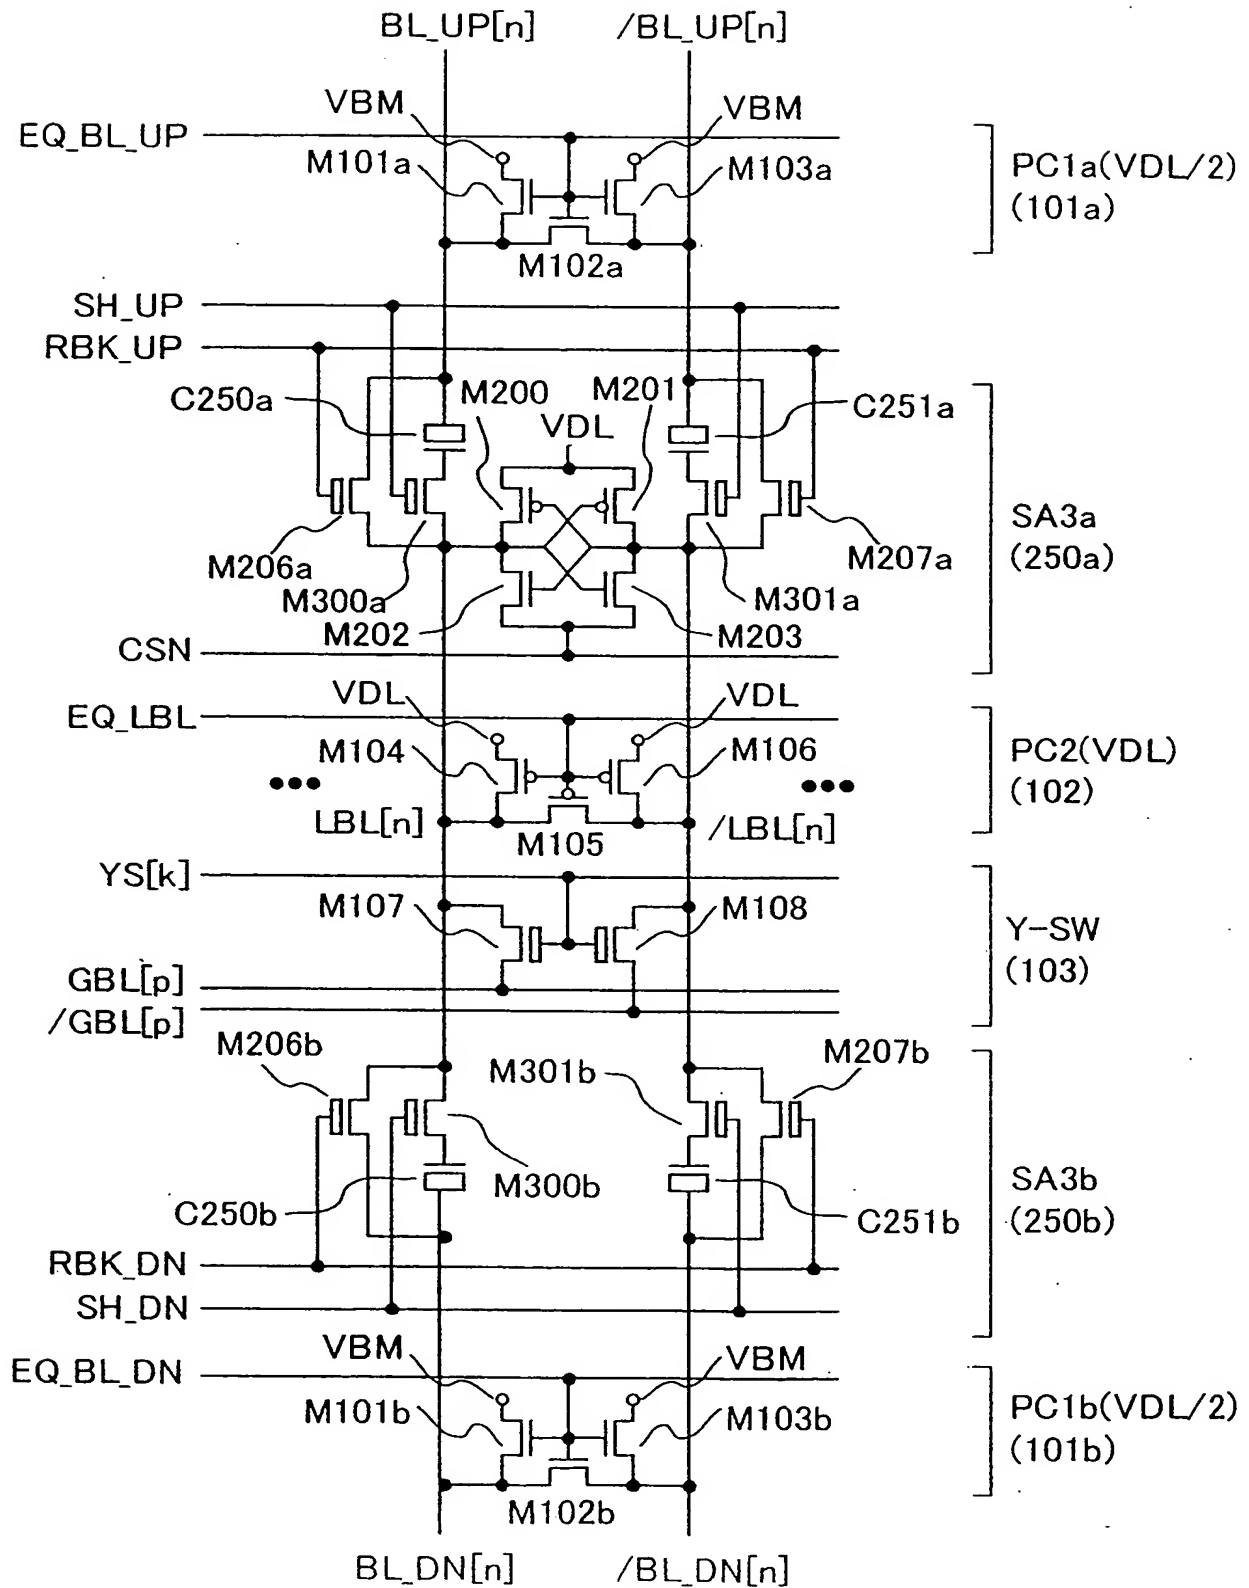 BL_UP[n] /BL_UP[n]
VBM VBM
EQ_BL_UP
M101a M103a
PC1a(VDL/2)
(101a)
M102a
SH_UP
RBK_UP
C250a M200 M201 C251a
VDL
SA3a
(250a)
M206a M207a
M300a M301a
M202 M203
CSN
VDL VDL
EQ_LBL
M104 M106
PC2(VDL)
(102)
LBL[n] /LBL[n]
M105
YS[k]
M107 M108
Y-SW
(103)
GBL[p]
/GBL[p]
M206b M207b
M301b
M300b
SA3b
(250b)
C250b C251b
RBK_DN
SH_DN
VBM VBM
EQ_BL_DN
M101b M103b
PC1b(VDL/2)
(101b)
M102b
BL_DN[n] /BL_DN[n]